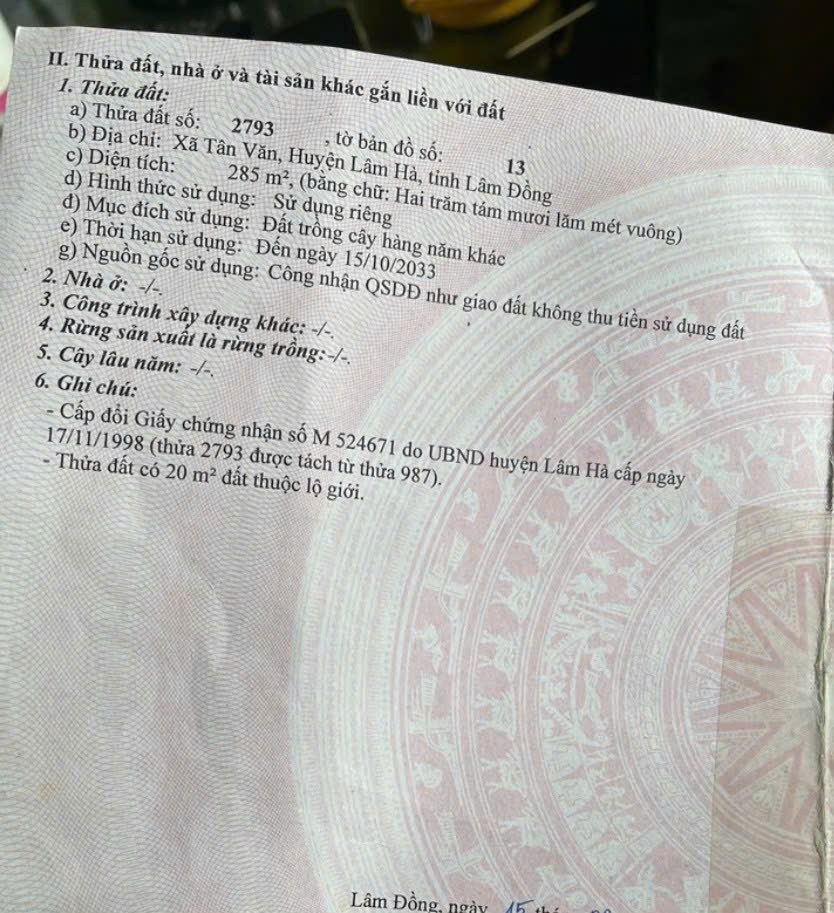 II. Thửa đất, nhà ở và tài sản khác gắn liền với đất
1. Thửa đất:
a) Thửa đất số: 2793 , tờ bản đồ số: 13
b) Địa chỉ: Xã Tân Văn, Huyện Lâm Hà, tỉnh Lâm Đồng
c) Diện tích: 285 m², (bằng chữ: Hai trăm tám mươi lăm mét vuông)
d) Hình thức sử dụng: Sử dụng riêng
đ) Mục đích sử dụng: Đất trồng cây hàng năm khác
e) Thời hạn sử dụng: Đến ngày 15/10/2033
g) Nguồn gốc sử dụng: Công nhận QSDĐ như giao đất không thu tiền sử dụng đất
2. Nhà ở: -/-.
3. Công trình xây dựng khác: -/-.
4. Rừng sản xuất là rừng trồng:-/-.
5. Cây lâu năm: -/-.
6. Ghi chú:
- Cấp đổi Giấy chứng nhận số M 524671 do UBND huyện Lâm Hà cấp ngày
17/11/1998 (thửa 2793 được tách từ thửa 987).
- Thửa đất có 20 m² đất thuộc lộ giới.
Lâm Đồng, ngày 15